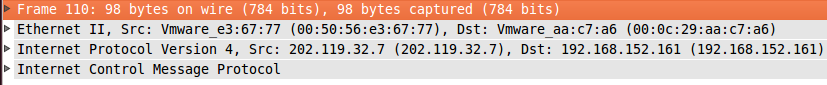 Frame 110: 98 bytes on wire (784 bits), 98 bytes captured (784 bits)
Ethernet II, Src: Vmware_e3:67:77 (00:50:56:e3:67:77), Dst: Vmware_aa:c7:a6 (00:0c:29:aa:c7:a6)
Internet Protocol Version 4, Src: 202.119.32.7 (202.119.32.7), Dst: 192.168.152.161 (192.168.152.161)
Internet Control Message Protocol